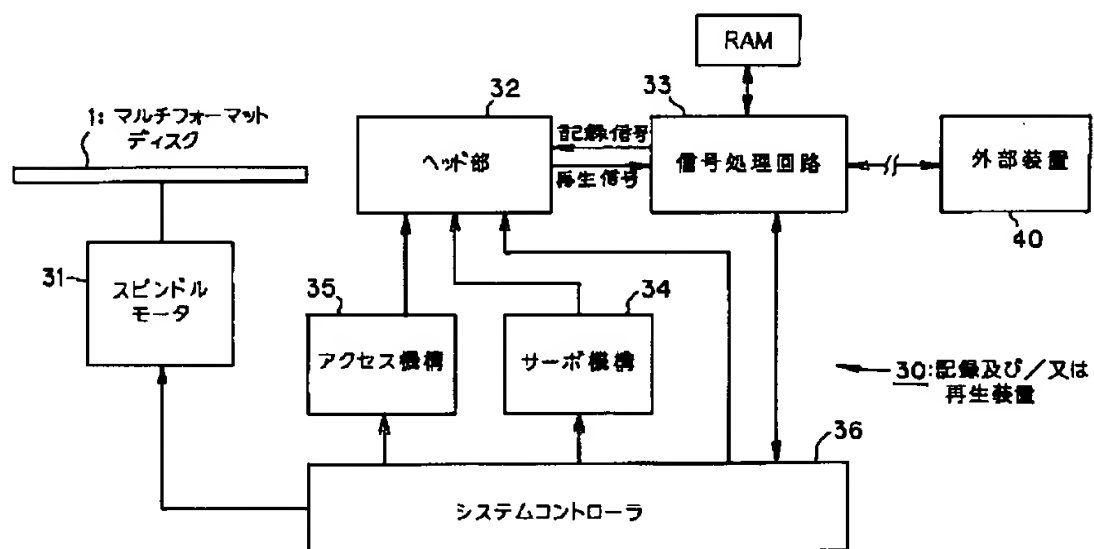 RAM
32
33
1: マルチフォーマット
ディスク
ヘッド部
記録信号
再生信号
信号処理回路
外部装置
40
31
スピンドル
モータ
35
アクセス機構
34
サーボ機構
30:記録及び/又は
再生装置
36
システムコントローラ